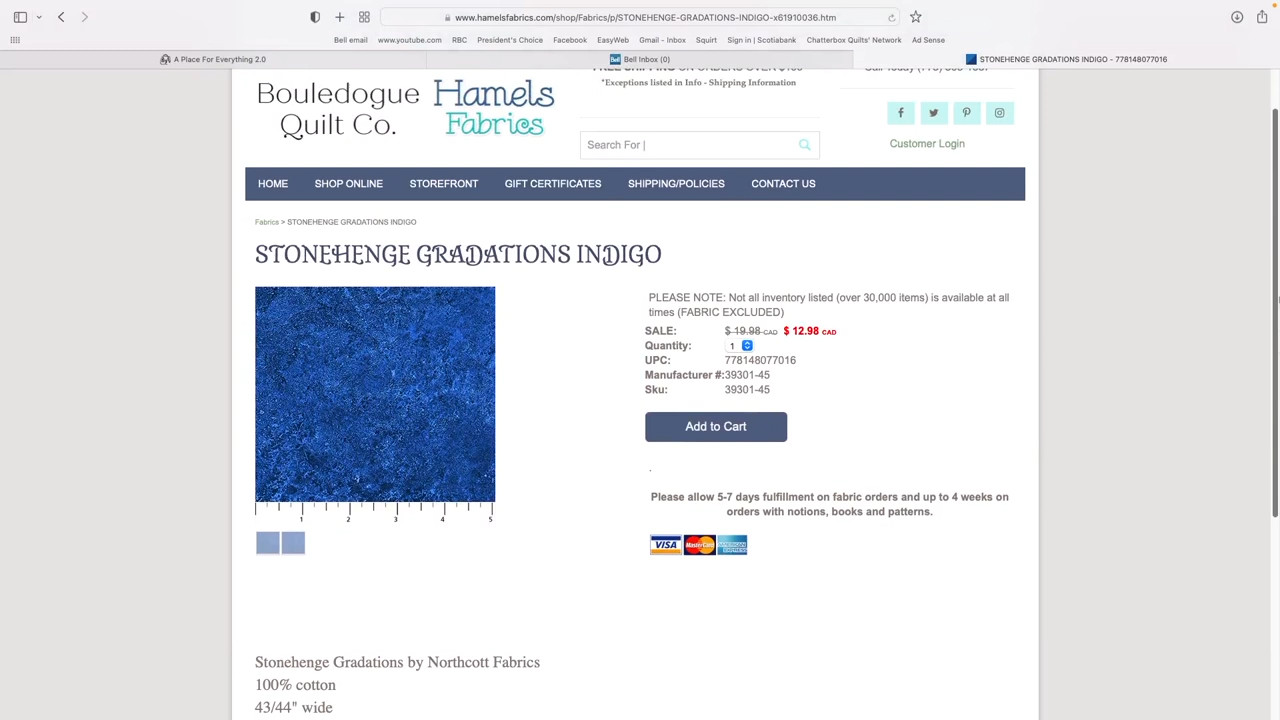 www.hamelsfabrics.com/shop/Fabrics/p/STONEHENGE-GRADATIONS-INDIGO-x61910036.htm
Bell email www.youtube.com RBC President's Choice Facebook EasyWeb Gmail - Inbox Squirt Sign in | Scotiabank Chatterbox Quilts' Network Ad Sense
A Place For Everything 2.0
Bell Inbox (0)
STONEHENGE GRADATIONS INDIGO - 778148077016
Bouledogue
Quilt Co.
Hamels
Fabrics
*Exceptions listed in Info - Shipping Information
Search For |
Customer Login
HOME SHOP ONLINE STOREFRONT GIFT CERTIFICATES SHIPPING/POLICIES CONTACT US
Fabrics > STONEHENGE GRADATIONS INDIGO
STONEHENGE GRADATIONS INDIGO
1 2 3 4 5
PLEASE NOTE: Not all inventory listed (over 30,000 items) is available at all
times (FABRIC EXCLUDED)
SALE: $ 19.98 CAD $ 12.98 CAD
Quantity: 1
UPC: 778148077016
Manufacturer #:39301-45
Sku: 39301-45
Add to Cart
.
Please allow 5-7 days fulfillment on fabric orders and up to 4 weeks on
orders with notions, books and patterns.
VISA MasterCard AMERICAN EXPRESS
Stonehenge Gradations by Northcott Fabrics
100% cotton
43/44" wide